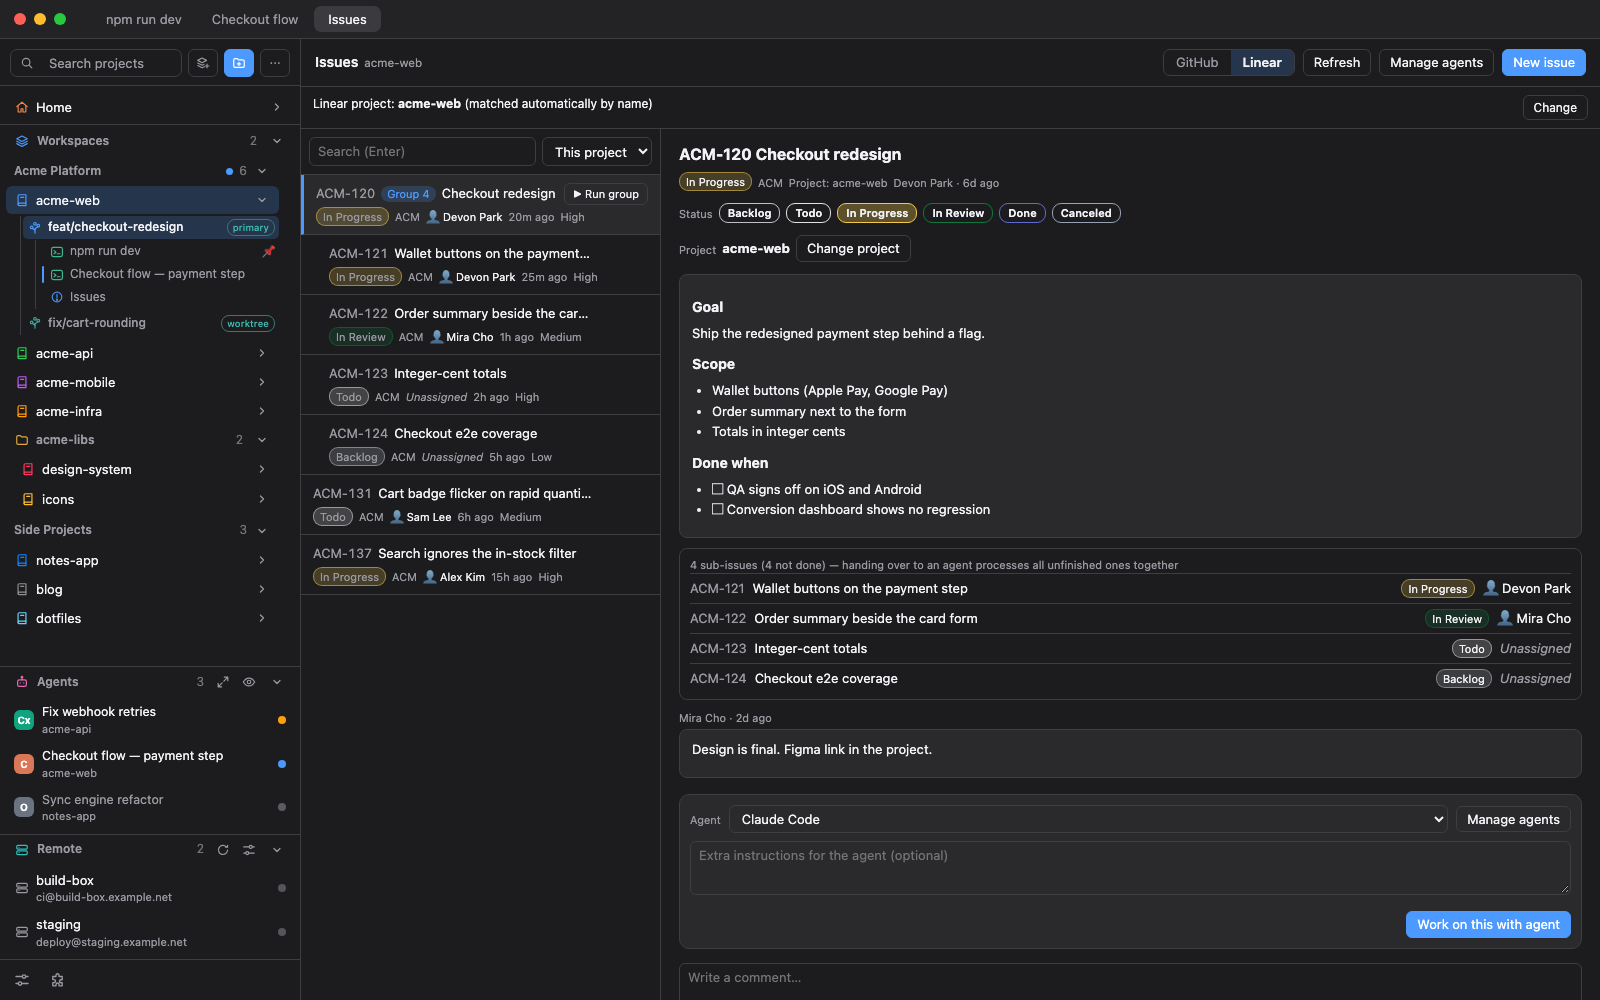 npm run dev
Checkout flow
Issues
Search projects
Home
Workspaces 2
Acme Platform 6
acme-web
feat/checkout-redesign primary
npm run dev
Checkout flow — payment step
Issues
fix/cart-rounding worktree
acme-api
acme-mobile
acme-infra
acme-libs 2
design-system
icons
Side Projects 3
notes-app
blog
dotfiles
Agents 3
Cx Fix webhook retries
acme-api
C Checkout flow — payment step
acme-web
O Sync engine refactor
notes-app
Remote 2
build-box
ci@build-box.example.net
staging
deploy@staging.example.net
Issues acme-web
GitHub Linear Refresh Manage agents New issue
Linear project: acme-web (matched automatically by name)
Change
Search (Enter) This project
ACM-120 Group 4 Checkout redesign Run group
In Progress ACM Devon Park 20m ago High
ACM-121 Wallet buttons on the payment...
In Progress ACM Devon Park 25m ago High
ACM-122 Order summary beside the car...
In Review ACM Mira Cho 1h ago Medium
ACM-123 Integer-cent totals
Todo ACM Unassigned 2h ago High
ACM-124 Checkout e2e coverage
Backlog ACM Unassigned 5h ago Low
ACM-131 Cart badge flicker on rapid quanti...
Todo ACM Sam Lee 6h ago Medium
ACM-137 Search ignores the in-stock filter
In Progress ACM Alex Kim 15h ago High
ACM-120 Checkout redesign
In Progress ACM Project: acme-web Devon Park · 6d ago
Status Backlog Todo In Progress In Review Done Canceled
Project acme-web Change project
Goal
Ship the redesigned payment step behind a flag.
Scope
• Wallet buttons (Apple Pay, Google Pay)
• Order summary next to the form
• Totals in integer cents
Done when
• ☐ QA signs off on iOS and Android
• ☐ Conversion dashboard shows no regression
4 sub-issues (4 not done) — handing over to an agent processes all unfinished ones together
ACM-121 Wallet buttons on the payment step In Progress Devon Park
ACM-122 Order summary beside the card form In Review Mira Cho
ACM-123 Integer-cent totals Todo Unassigned
ACM-124 Checkout e2e coverage Backlog Unassigned
Mira Cho · 2d ago
Design is final. Figma link in the project.
Agent Claude Code Manage agents
Extra instructions for the agent (optional)
Work on this with agent
Write a comment...